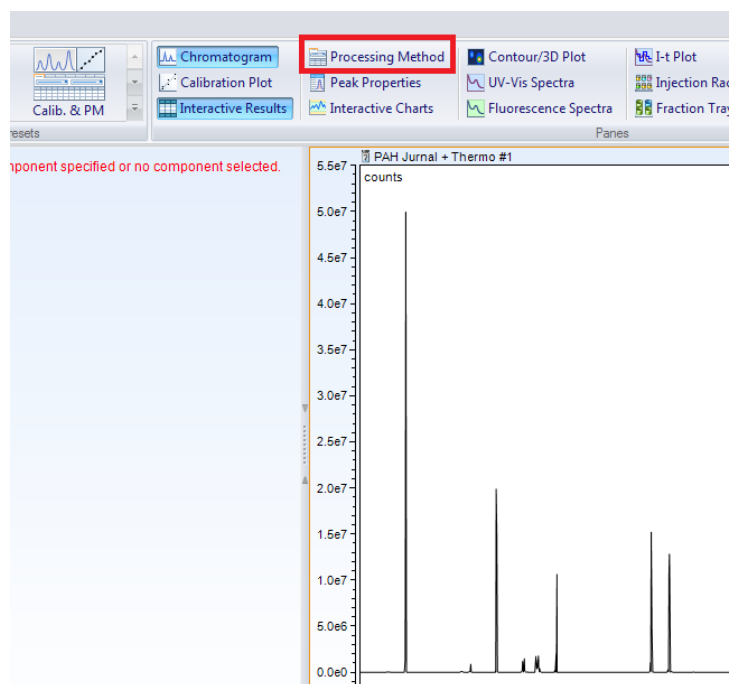 Chromatogram
Processing Method
Contour/3D Plot
I-t Plot
Calibration Plot
Peak Properties
UV-Vis Spectra
Injection Rac
Calib. & PM
Interactive Results
Interactive Charts
Fluorescence Spectra
Fraction Tray
esets
Panes
nponent specified or no component selected.
PAH Jurnal + Thermo #1
counts
5.5e7
5.0e7
4.5e7
4.0e7
3.5e7
3.0e7
2.5e7
2.0e7
1.5e7
1.0e7
5.0e6
0.0e0